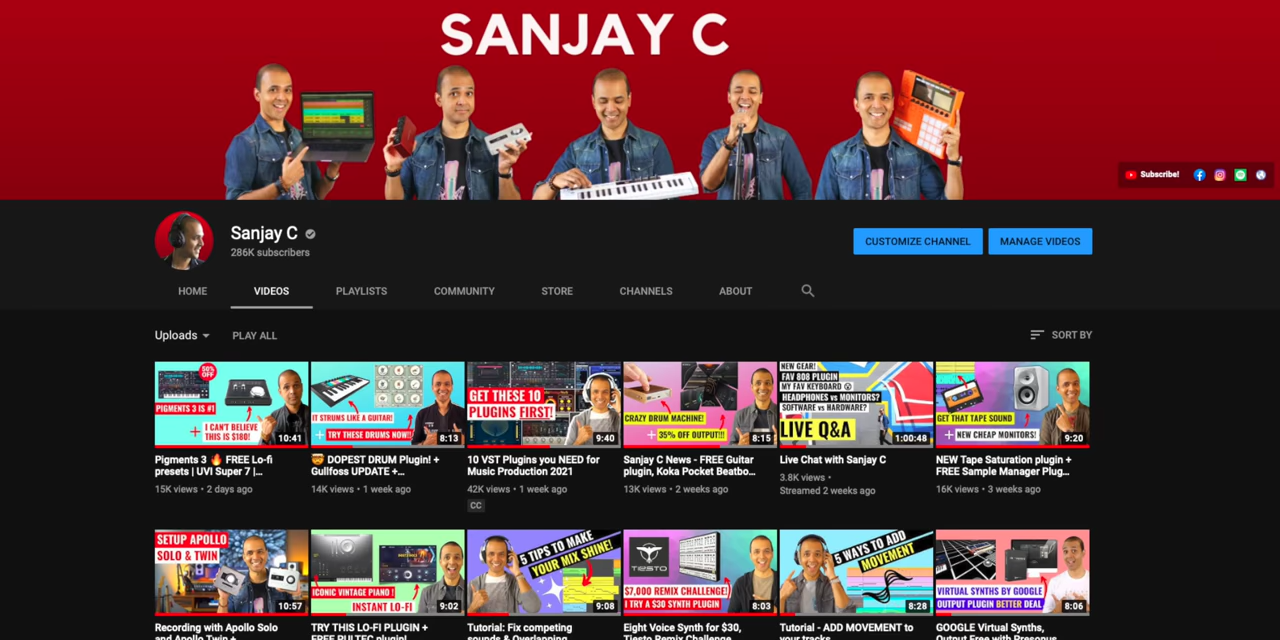 SANJAY C
Subscribe!
Sanjay C
286K subscribers
CUSTOMIZE CHANNEL
MANAGE VIDEOS
HOME
VIDEOS
PLAYLISTS
COMMUNITY
STORE
CHANNELS
ABOUT
Uploads
PLAY ALL
SORT BY
50% OFF
PIGMENTS 3 IS #1
+ I CAN'T BELIEVE
THIS IS $180!
10:41
Pigments 3 🔥 FREE Lo-fi
presets | UVI Super 7 |...
15K views • 2 days ago
IT STRUMS LIKE A GUITAR!
+ TRY THESE DRUMS NOW!!
8:13
🤯 DOPEST DRUM Plugin! +
Gullfoss UPDATE +...
14K views • 1 week ago
GET THESE 10
PLUGINS FIRST!
9:40
10 VST Plugins you NEED for
Music Production 2021
42K views • 1 week ago
CC
CRAZY DRUM MACHINE!
+ 35% OFF OUTPUT!!!
8:15
Sanjay C News - FREE Guitar
plugin, Koka Pocket Beatbo...
13K views • 2 weeks ago
NEW GEAR!
FAV 808 PLUGIN
MY FAV KEYBOARD
HEADPHONES vs MONITORS?
SOFTWARE vs HARDWARE?
LIVE Q&A
1:00:48
Live Chat with Sanjay C
3.8K views •
Streamed 2 weeks ago
GET THAT TAPE SOUND
+ NEW CHEAP MONITORS!
9:20
NEW Tape Saturation plugin +
FREE Sample Manager Plug...
16K views • 3 weeks ago
SETUP APOLLO
SOLO & TWIN
10:57
Recording with Apollo Solo
and Apollo Twin +
ICONIC VINTAGE PIANO !
+ INSTANT LO-FI
9:02
TRY THIS LO-FI PLUGIN +
FREE PULTEC plugin!
5 TIPS TO MAKE
YOUR MIX SHINE!
9:08
Tutorial: Fix competing
sounds & Overlapping
TIËSTO
$7,000 REMIX CHALLENGE!
I TRY A $30 SYNTH PLUGIN
8:03
Eight Voice Synth for $30,
Tiesto Remix Challenge
5 WAYS TO ADD
MOVEMENT
8:28
Tutorial - ADD MOVEMENT to
your tracks
VIRTUAL SYNTHS BY GOOGLE
OUTPUT PLUGIN BETTER DEAL
8:06
GOOGLE Virtual Synths,
Output Free with Presonus